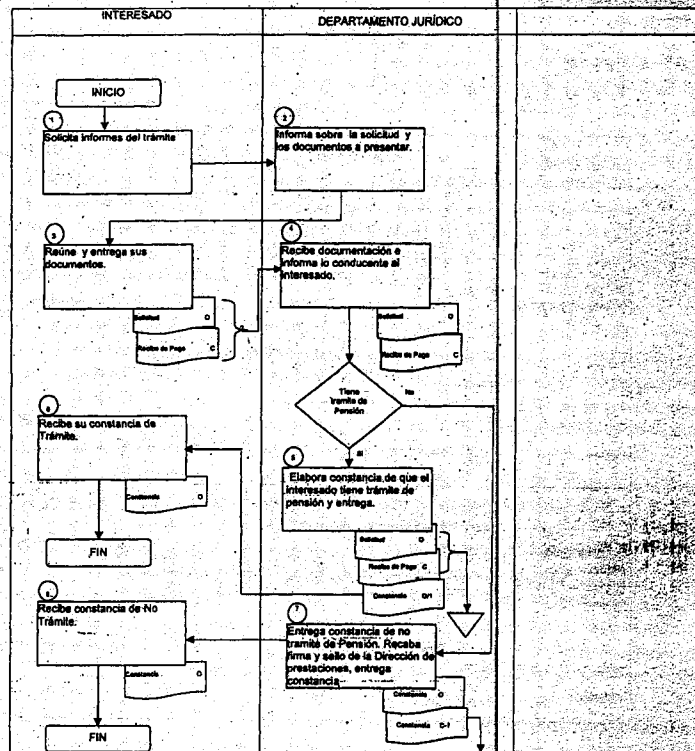 INTERESADO
DEPARTAMENTO JURÍDICO
INICIO
1
Solicita informes del trámite
2
Informa sobre la solicitud y
los documentos a presentar.
3
Reúne y entrega sus
documentos.
Solicitud O
Recibo de Pago C
4
Recibe documentación e
informa lo conducente al
interesado.
Solicitud O
Recibo de Pago C
Tiene
tramite de
Pensión
No
Si
5
Elabora constancia de que el
interesado tiene trámite de
pensión y entrega.
Solicitud O
Recibo de Pago C
Constancia O/1
Recibe su constancia de
Trámite.
Constancia O
FIN
7
Entrega constancia de no
tramite de Pensión. Recaba
firma y sello de la Dirección de
prestaciones, entrega
constancia
Constancia O
Constancia
Recibe constancia de No
Trámite.
Constancia O
FIN